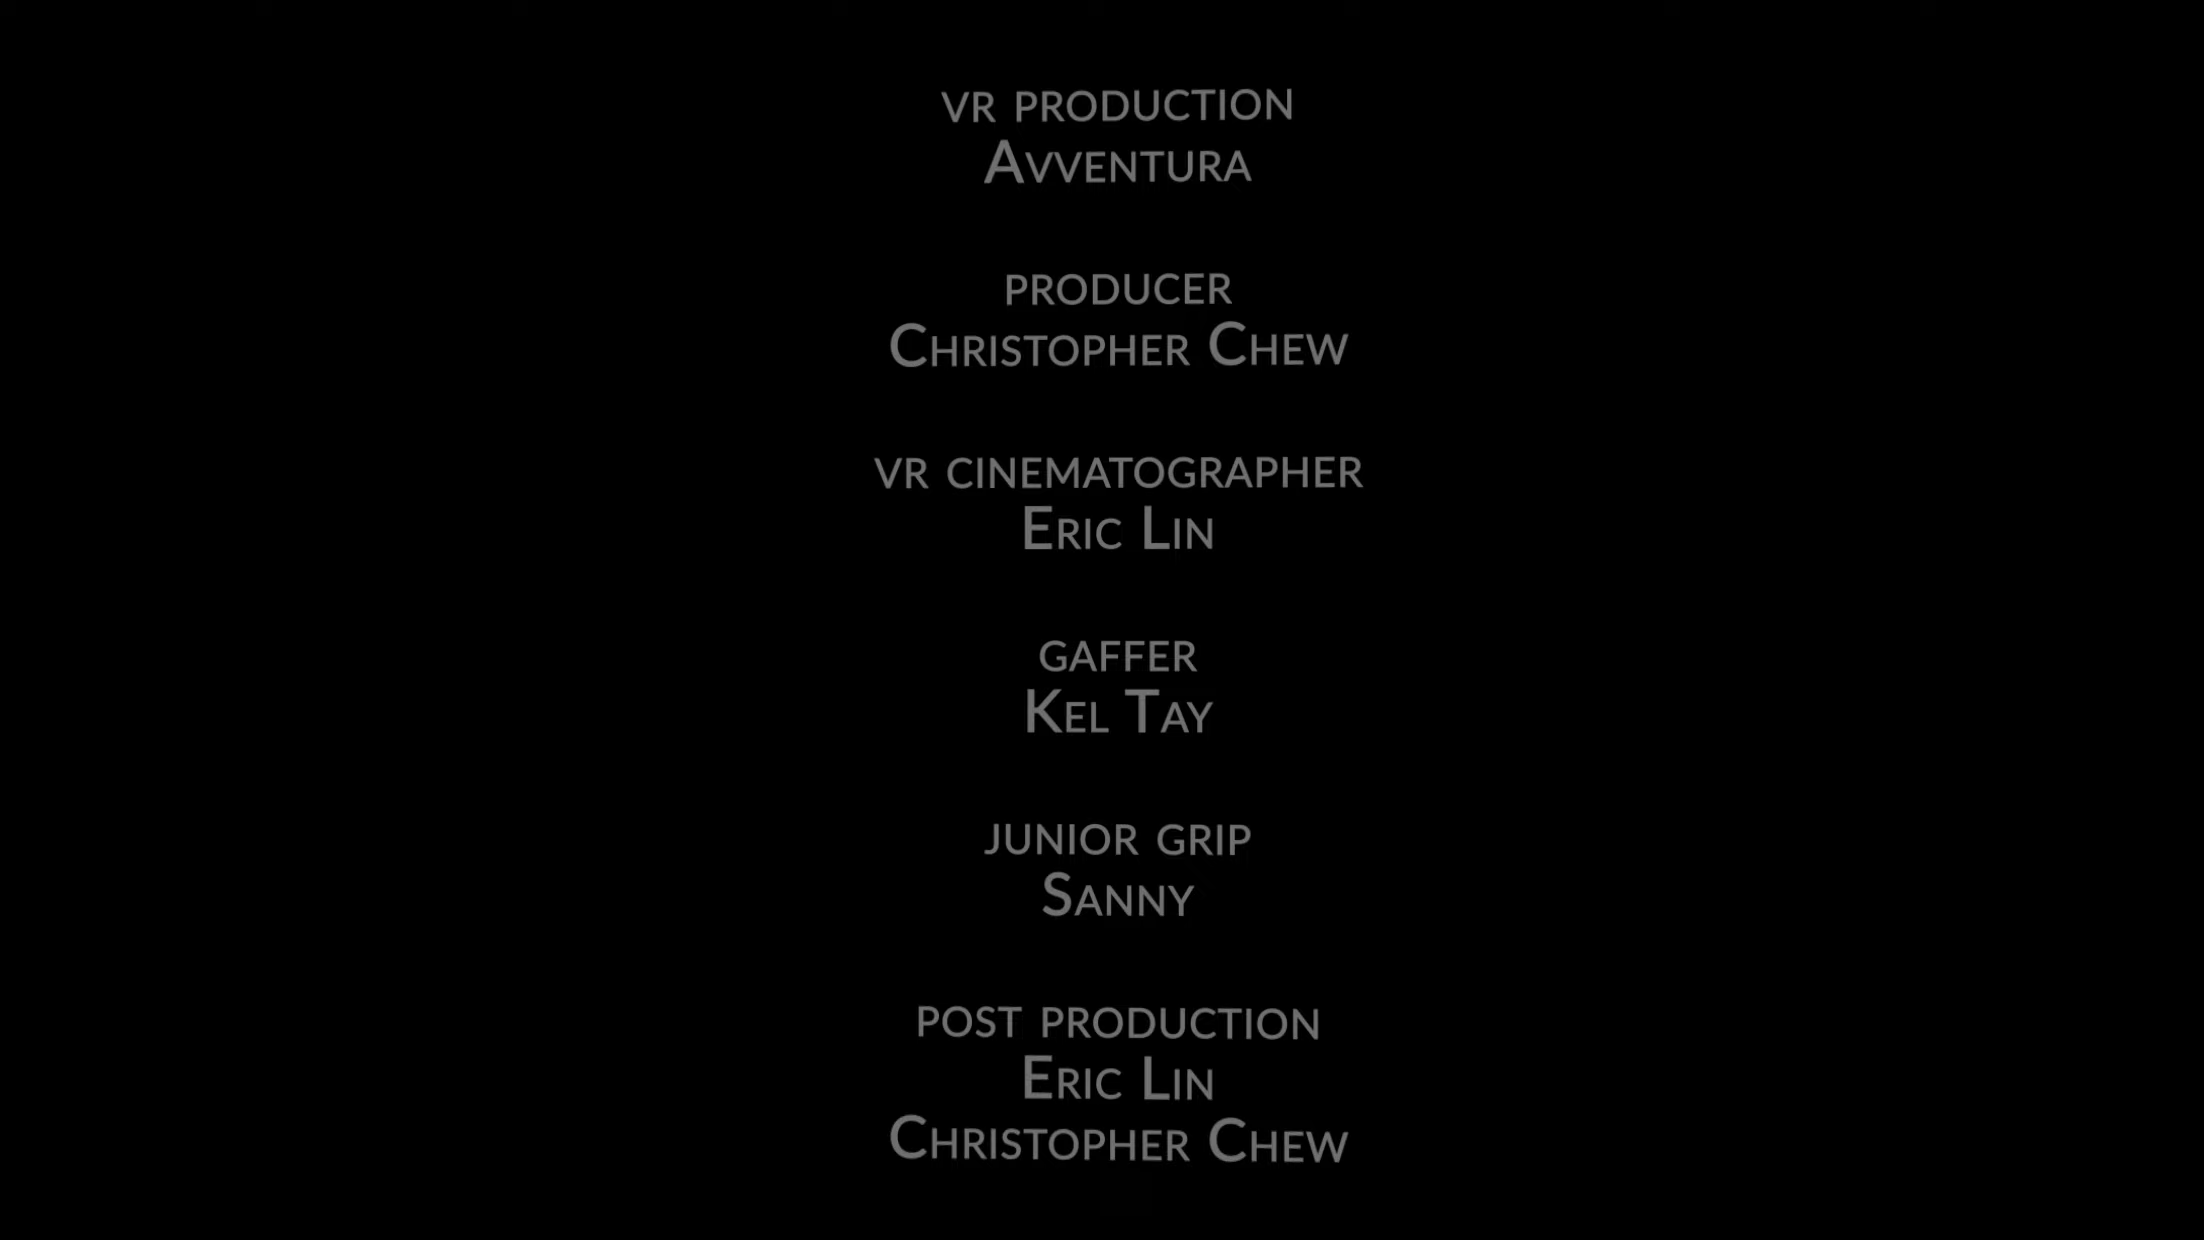 VR PRODUCTION
AVVENTURA
PRODUCER
CHRISTOPHER CHEW
VR CINEMATOGRAPHER
ERIC LIN
GAFFER
KEL TAY
JUNIOR GRIP
SANNY
POST PRODUCTION
ERIC LIN
CHRISTOPHER CHEW